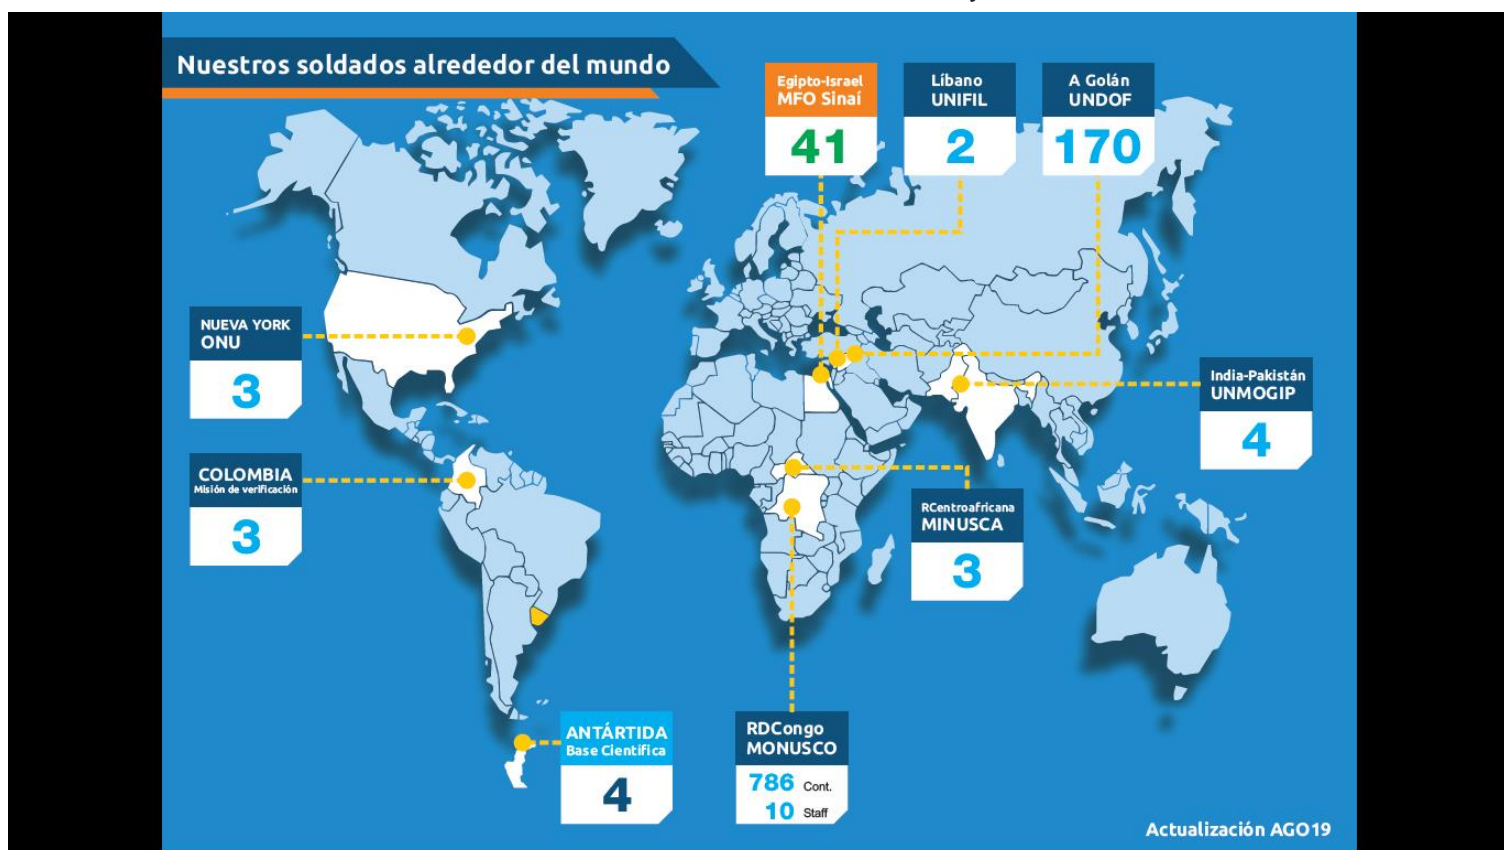 Nuestros soldados alrededor del mundo
Egipto-Israel
MFO Sinaí
41
Líbano
UNIFIL
2
A Golán
UNDOF
170
NUEVA YORK
ONU
3
India-Pakistán
UNMOGIP
4
COLOMBIA
Misión de verificación
3
RCentroafricana
MINUSCA
3
ANTÁRTIDA
Base Científica
4
RDCongo
MONUSCO
786 Cont.
10 Staff
Actualización AGO19